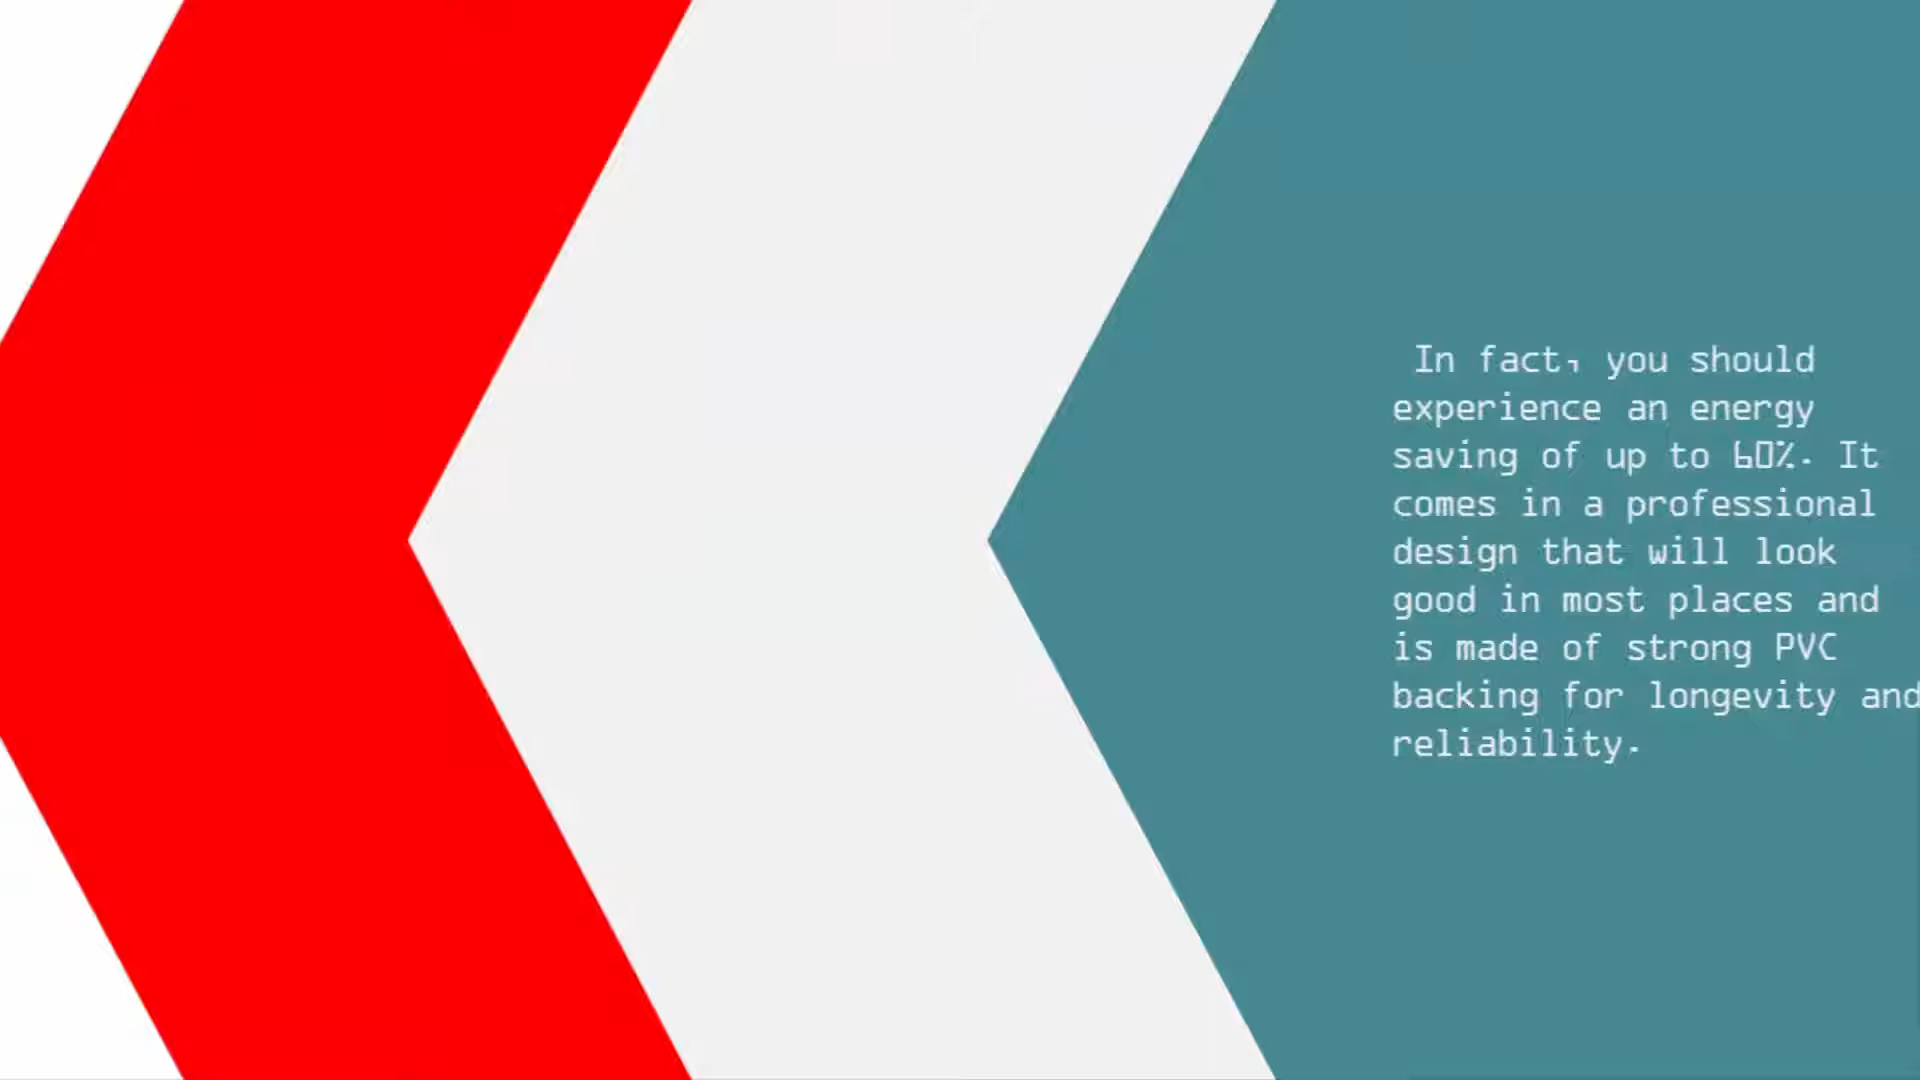 In fact, you should
experience an energy
saving of up to 60%. It
comes in a professional
design that will look
good in most places and
is made of strong PVC
backing for longevity and
reliability.